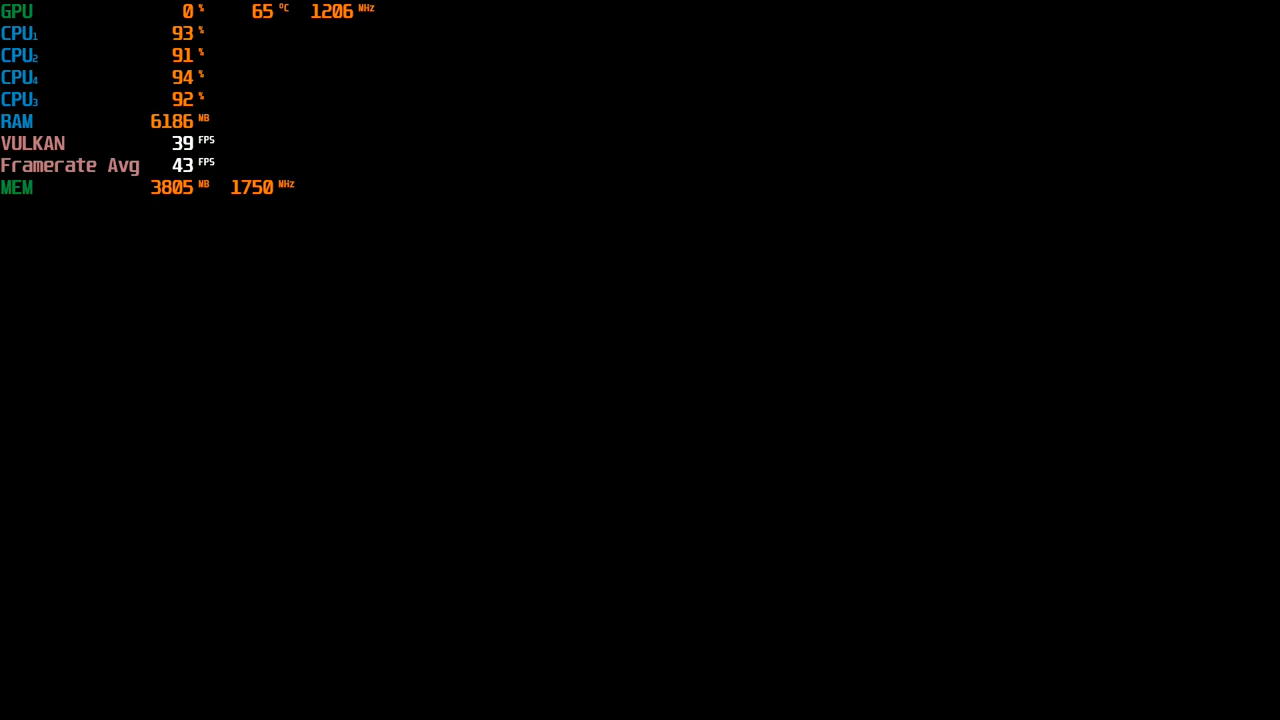 GPU 0 % 65 °C 1206 MHz
CPU1 93 %
CPU2 91 %
CPU4 94 %
CPU3 92 %
RAM 6186 MB
VULKAN 39 FPS
Framerate Avg 43 FPS
MEM 3805 MB 1750 MHz